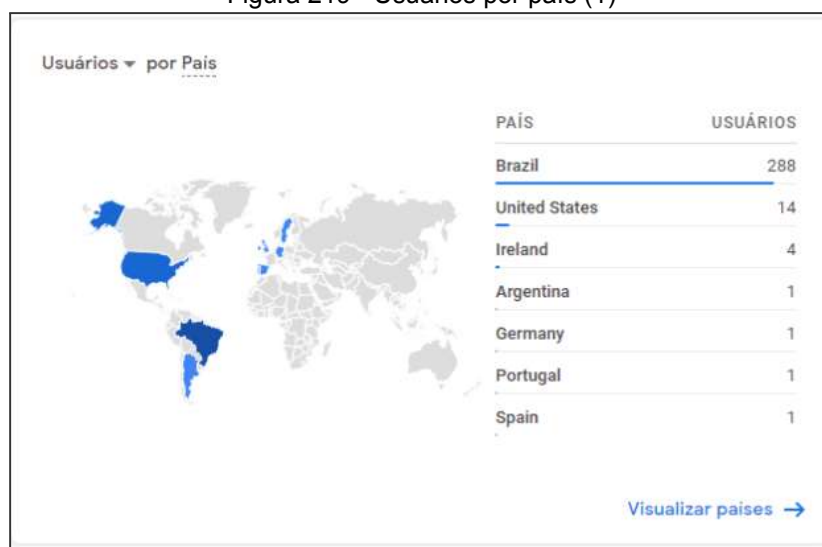 Usuários por País
PAÍS USUÁRIOS
Brazil 288
United States 14
Ireland 4
Argentina 1
Germany 1
Portugal 1
Spain 1
Visualizar países →